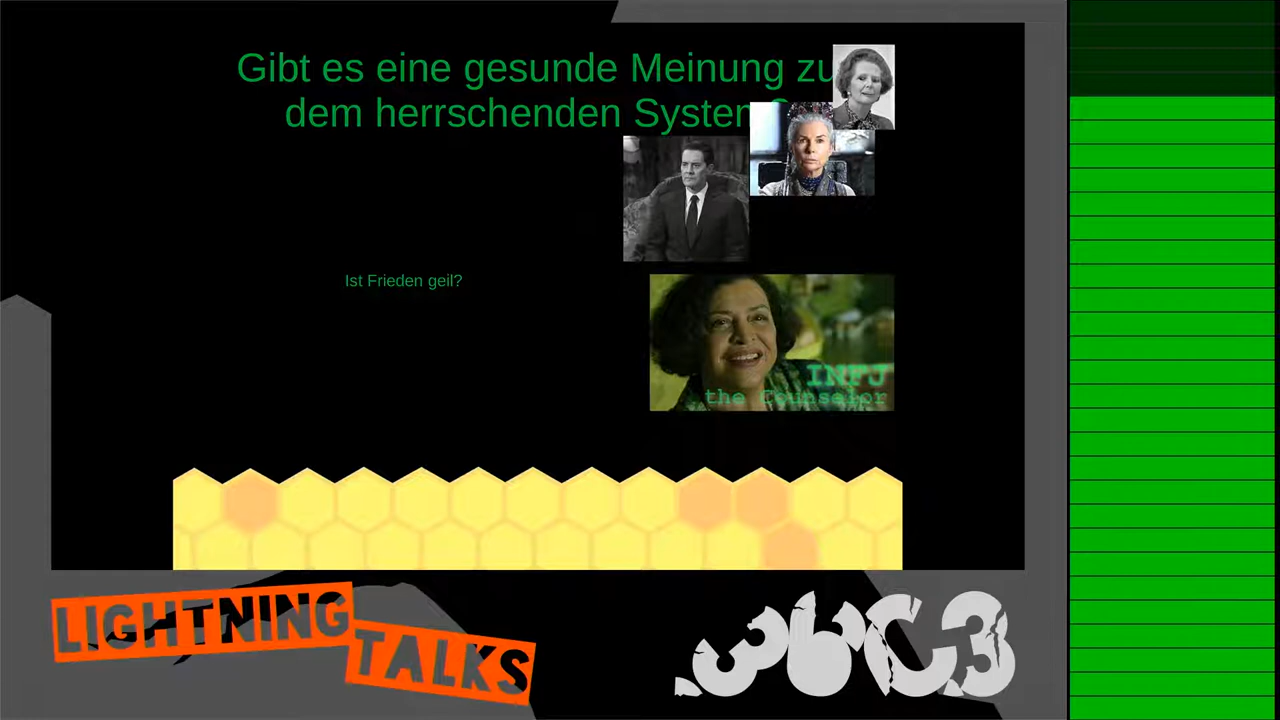 Gibt es eine gesunde Meinung zu
dem herrschenden System?
Ist Frieden geil?
INFJ
the Counselor
LIGHTNING
TALKS
36C3